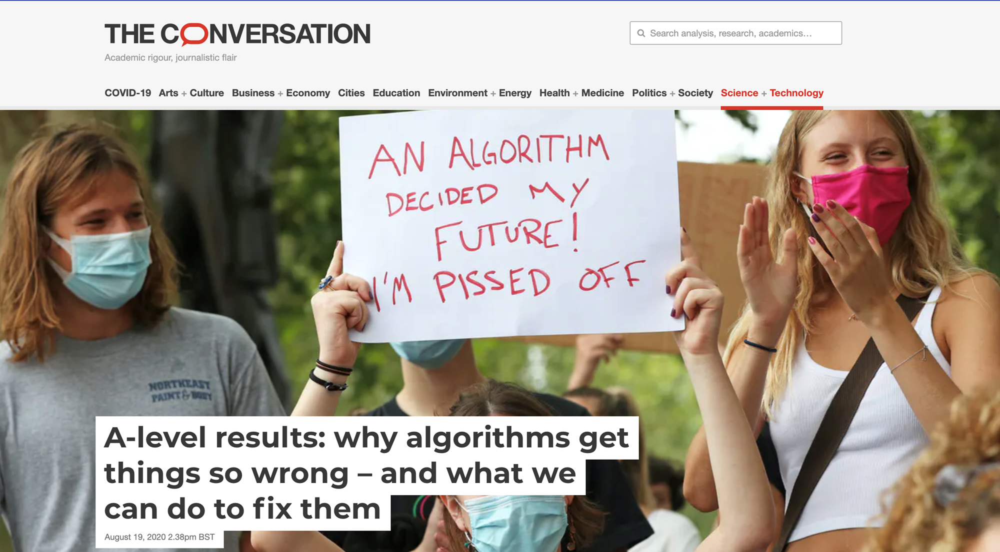 THE CONVERSATION
Academic rigour, journalistic flair
Search analysis, research, academics...
COVID-19 Arts + Culture Business + Economy Cities Education Environment + Energy Health + Medicine Politics + Society Science + Technology
AN ALGORITHM
DECIDED MY
FUTURE!
I'M PISSED OFF
NORTHEAST
PAINT & BODY
A-level results: why algorithms get
things so wrong – and what we
can do to fix them
August 19, 2020 2.38pm BST